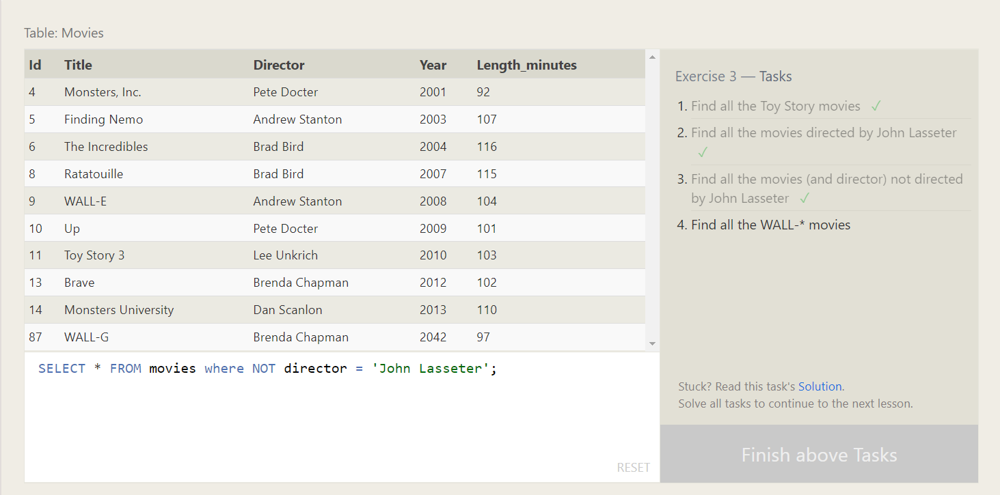 Table: Movies
Id Title Director Year Length_minutes
4 Monsters, Inc. Pete Docter 2001 92
5 Finding Nemo Andrew Stanton 2003 107
6 The Incredibles Brad Bird 2004 116
8 Ratatouille Brad Bird 2007 115
9 WALL-E Andrew Stanton 2008 104
10 Up Pete Docter 2009 101
11 Toy Story 3 Lee Unkrich 2010 103
13 Brave Brenda Chapman 2012 102
14 Monsters University Dan Scanlon 2013 110
87 WALL-G Brenda Chapman 2042 97
SELECT * FROM movies where NOT director = 'John Lasseter';
RESET
Exercise 3 — Tasks
1. Find all the Toy Story movies ✓
2. Find all the movies directed by John Lasseter
✓
3. Find all the movies (and director) not directed
by John Lasseter ✓
4. Find all the WALL-* movies
Stuck? Read this task's Solution.
Solve all tasks to continue to the next lesson.
Finish above Tasks